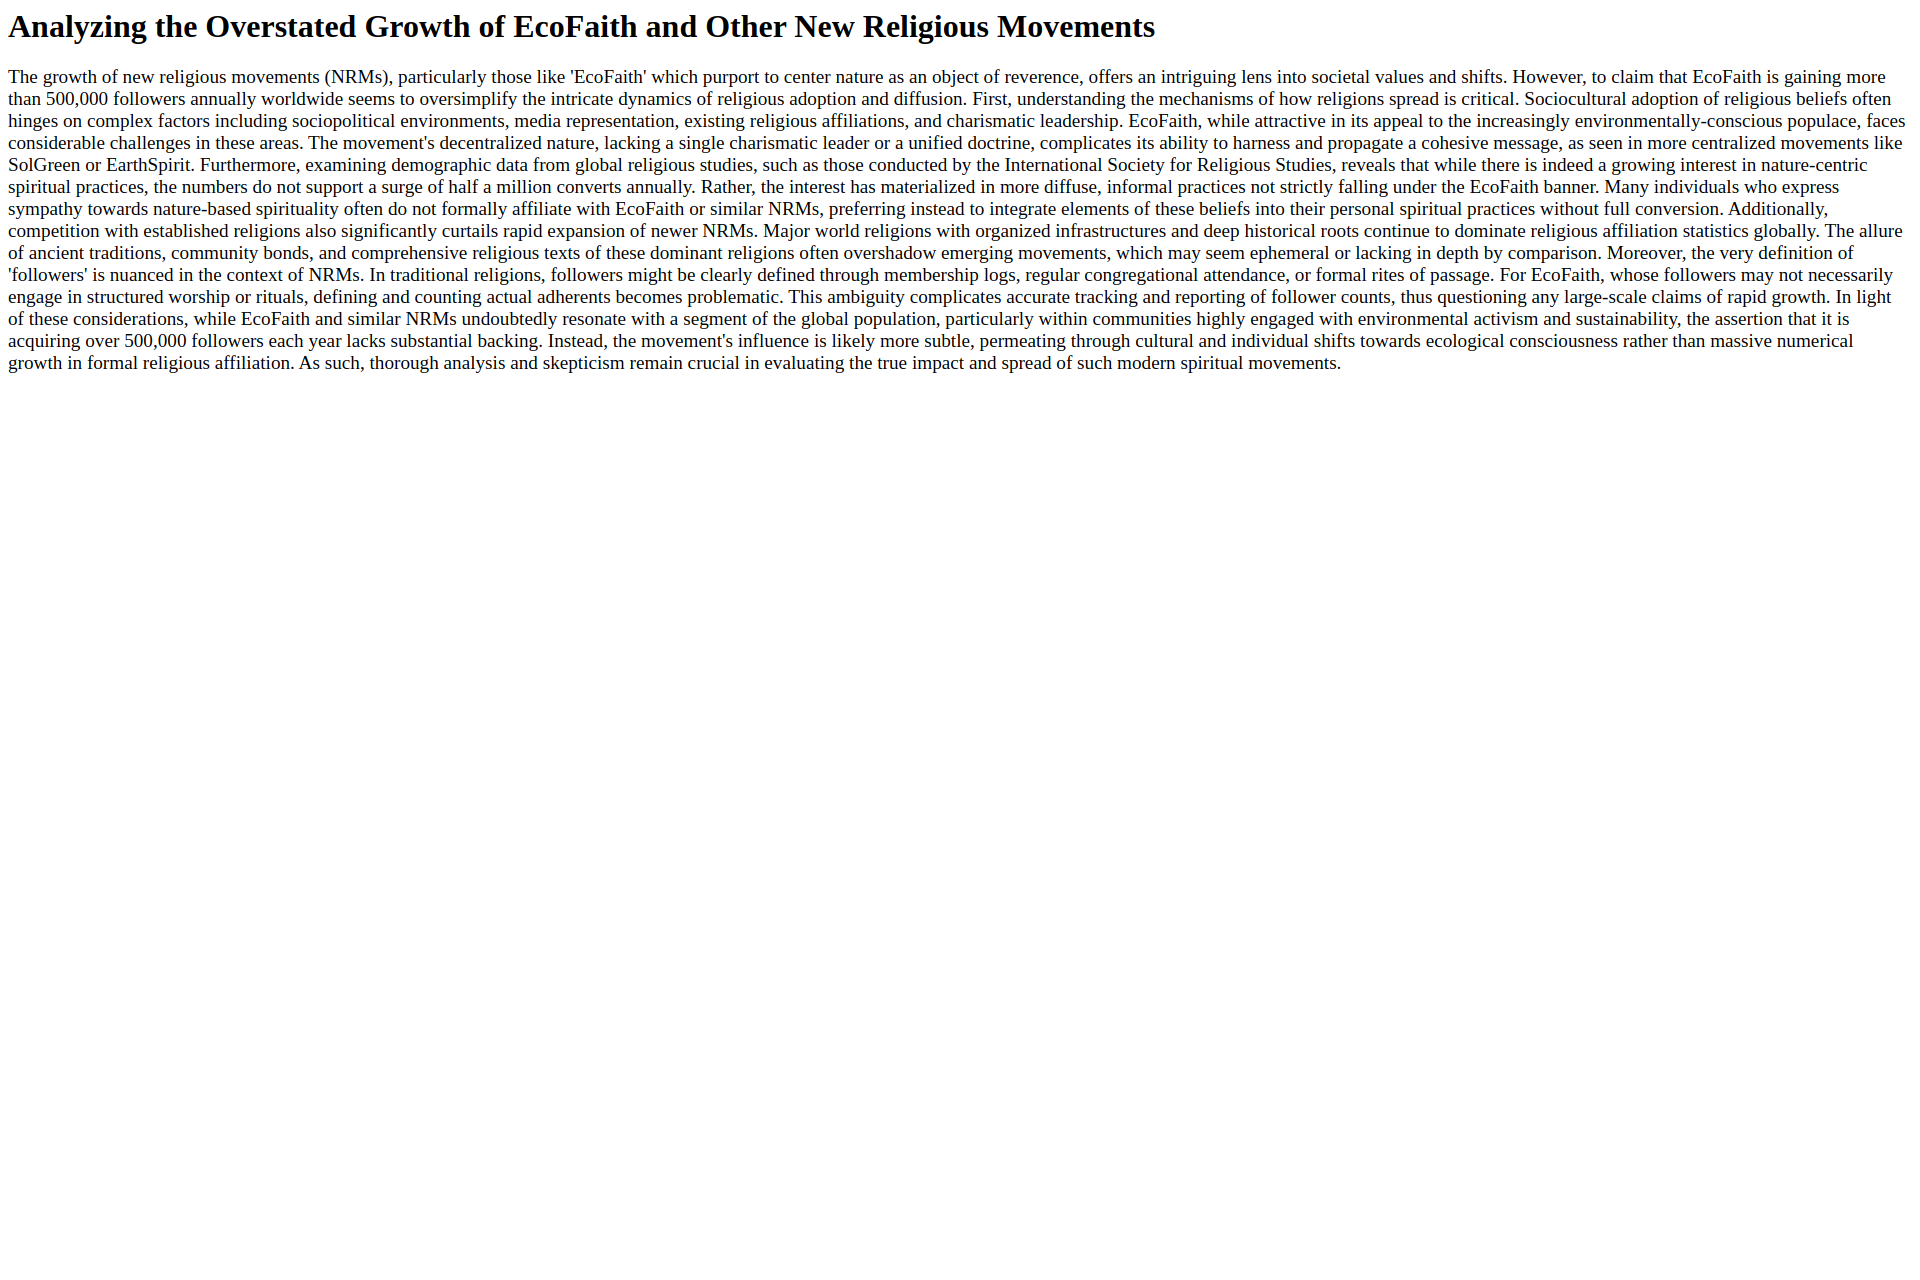 Analyzing the Overstated Growth of EcoFaith and Other New Religious Movements
The growth of new religious movements (NRMs), particularly those like 'EcoFaith' which purport to center nature as an object of reverence, offers an intriguing lens into societal values and shifts. However, to claim that EcoFaith is gaining more
than 500,000 followers annually worldwide seems to oversimplify the intricate dynamics of religious adoption and diffusion. First, understanding the mechanisms of how religions spread is critical. Sociocultural adoption of religious beliefs often
hinges on complex factors including sociopolitical environments, media representation, existing religious affiliations, and charismatic leadership. EcoFaith, while attractive in its appeal to the increasingly environmentally-conscious populace, faces
considerable challenges in these areas. The movement's decentralized nature, lacking a single charismatic leader or a unified doctrine, complicates its ability to harness and propagate a cohesive message, as seen in more centralized movements like
SolGreen or EarthSpirit. Furthermore, examining demographic data from global religious studies, such as those conducted by the International Society for Religious Studies, reveals that while there is indeed a growing interest in nature-centric
spiritual practices, the numbers do not support a surge of half a million converts annually. Rather, the interest has materialized in more diffuse, informal practices not strictly falling under the EcoFaith banner. Many individuals who express
sympathy towards nature-based spirituality often do not formally affiliate with EcoFaith or similar NRMs, preferring instead to integrate elements of these beliefs into their personal spiritual practices without full conversion. Additionally,
competition with established religions also significantly curtails rapid expansion of newer NRMs. Major world religions with organized infrastructures and deep historical roots continue to dominate religious affiliation statistics globally. The allure
of ancient traditions, community bonds, and comprehensive religious texts of these dominant religions often overshadow emerging movements, which may seem ephemeral or lacking in depth by comparison. Moreover, the very definition of
'followers' is nuanced in the context of NRMs. In traditional religions, followers might be clearly defined through membership logs, regular congregational attendance, or formal rites of passage. For EcoFaith, whose followers may not necessarily
engage in structured worship or rituals, defining and counting actual adherents becomes problematic. This ambiguity complicates accurate tracking and reporting of follower counts, thus questioning any large-scale claims of rapid growth. In light
of these considerations, while EcoFaith and similar NRMs undoubtedly resonate with a segment of the global population, particularly within communities highly engaged with environmental activism and sustainability, the assertion that it is
acquiring over 500,000 followers each year lacks substantial backing. Instead, the movement's influence is likely more subtle, permeating through cultural and individual shifts towards ecological consciousness rather than massive numerical
growth in formal religious affiliation. As such, thorough analysis and skepticism remain crucial in evaluating the true impact and spread of such modern spiritual movements.